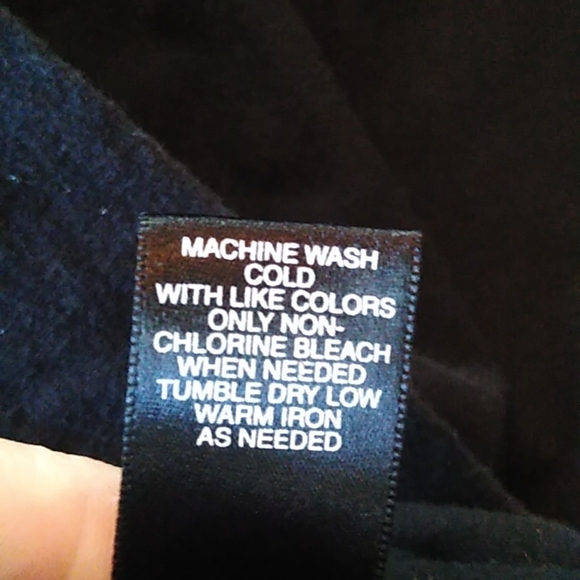 MACHINE WASH
COLD
WITH LIKE COLORS
ONLY NON-
CHLORINE BLEACH
WHEN NEEDED
TUMBLE DRY LOW
WARM IRON
AS NEEDED